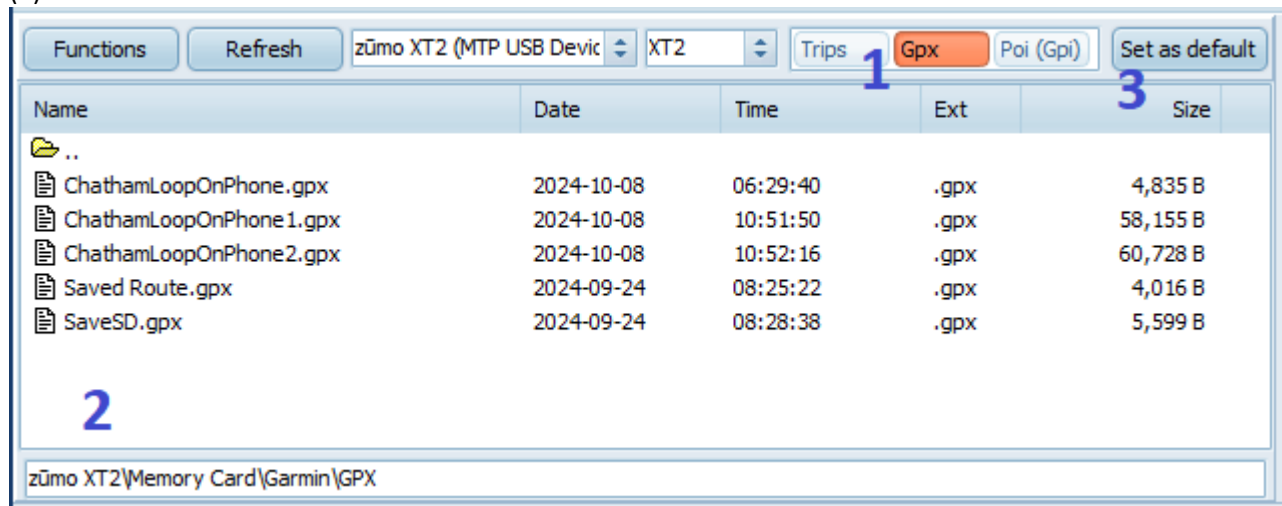 Functions Refresh zūmo XT2 (MTP USB Devic XT2 Trips 1 Gpx Poi (Gpi) Set as default
3
Name Date Time Ext Size
..
ChathamLoopOnPhone.gpx 2024-10-08 06:29:40 .gpx 4,835 B
ChathamLoopOnPhone1.gpx 2024-10-08 10:51:50 .gpx 58,155 B
ChathamLoopOnPhone2.gpx 2024-10-08 10:52:16 .gpx 60,728 B
Saved Route.gpx 2024-09-24 08:25:22 .gpx 4,016 B
SaveSD.gpx 2024-09-24 08:28:38 .gpx 5,599 B
2
zūmo XT2\Memory Card\Garmin\GPX